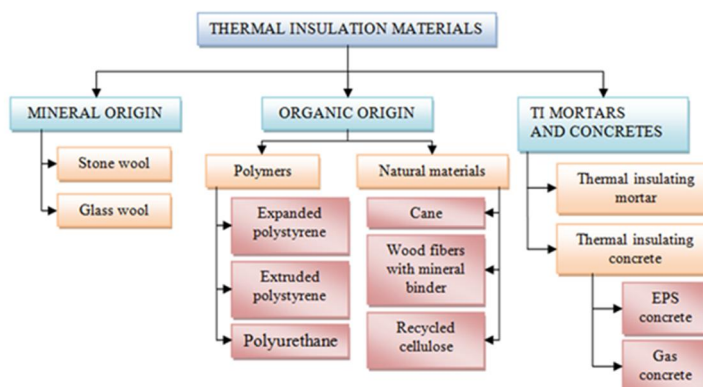 THERMAL INSULATION MATERIALS
MINERAL ORIGIN
Stone wool
Glass wool
ORGANIC ORIGIN
Polymers
Expanded
polystyrene
Extruded
polystyrene
Polyurethane
Natural materials
Cane
Wood fibers
with mineral
binder
Recycled
cellulose
TI MORTARS
AND CONCRETES
Thermal insulating
mortar
Thermal insulating
concrete
EPS
concrete
Gas
concrete